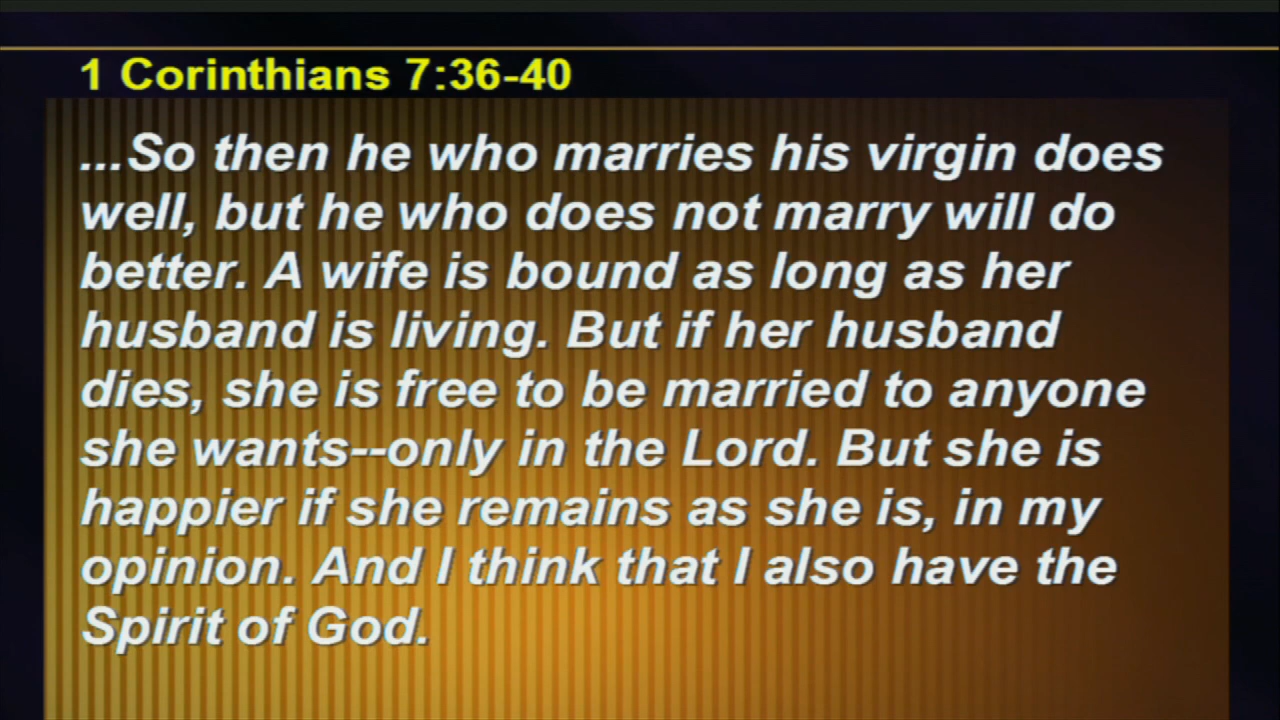 1 Corinthians 7:36-40
...So then he who marries his virgin does
well, but he who does not marry will do
better. A wife is bound as long as her
husband is living. But if her husband
dies, she is free to be married to anyone
she wants--only in the Lord. But she is
happier if she remains as she is, in my
opinion. And I think that I also have the
Spirit of God.